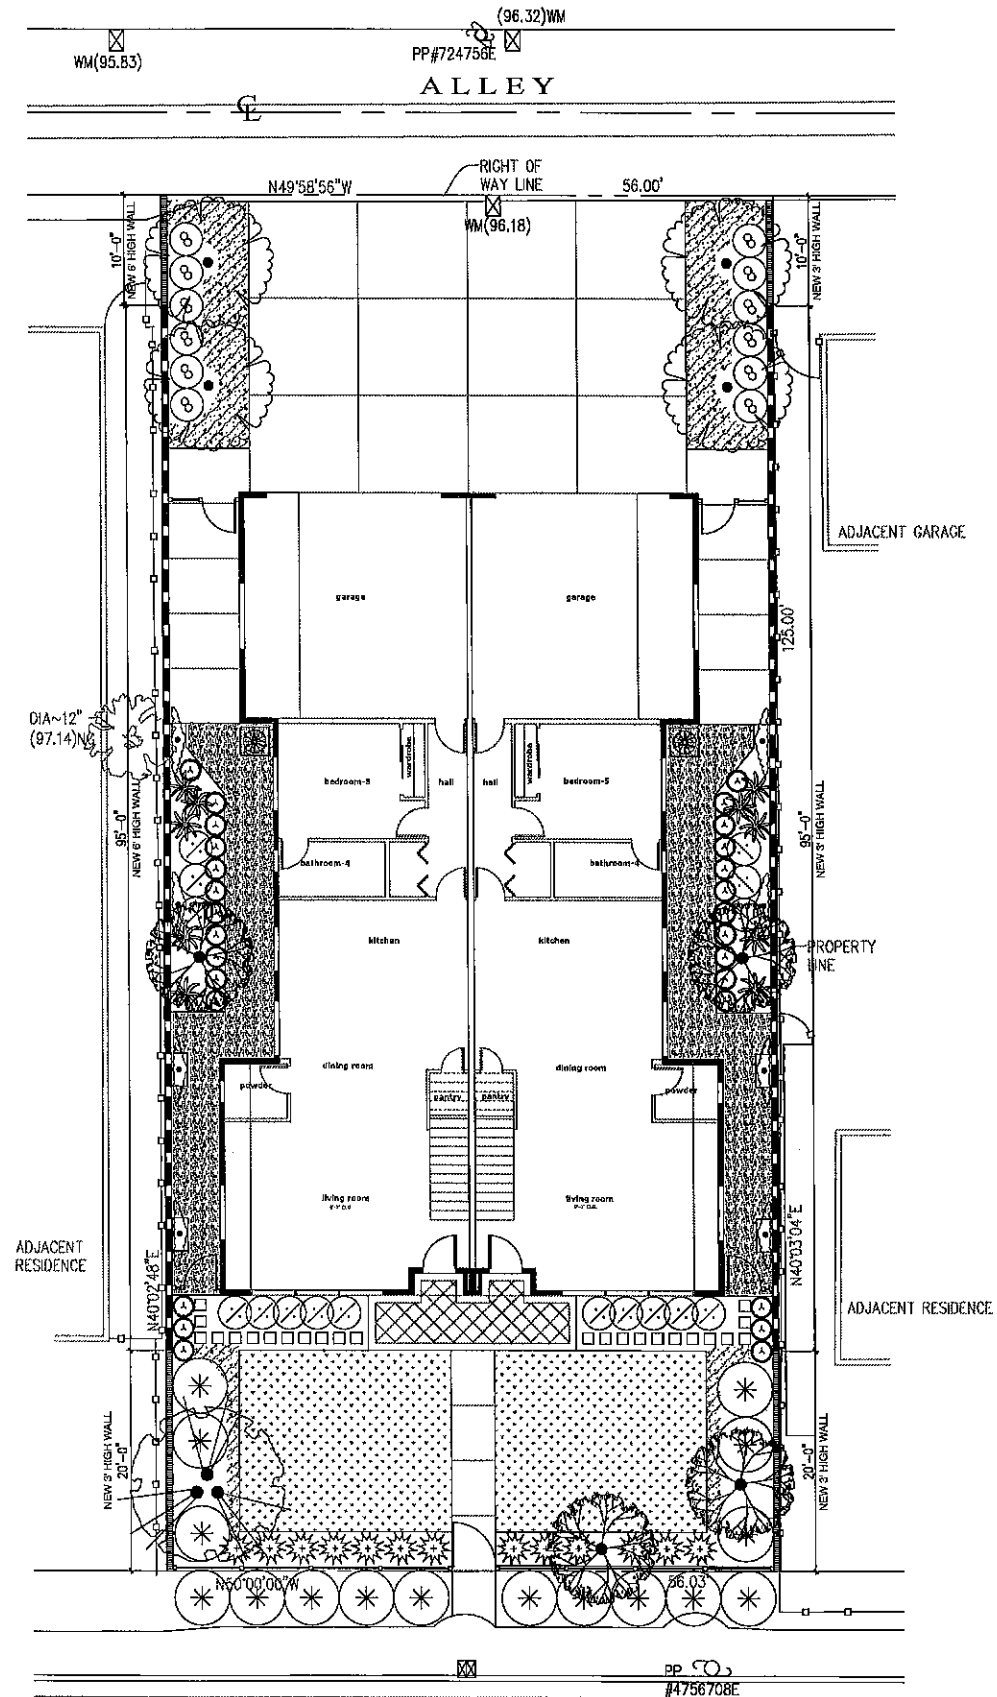 (96.32)WM
WM(95.83)
PP#724756E
ALLEY
CL
RIGHT OF
WAY LINE
N49°58'56"W
56.00'
WM(96.18)
10'-0"
NEW 6' HIGH WALL
10'-0"
NEW 3' HIGH WALL
ADJACENT GARAGE
garage
garage
125.00'
DIA~12"
(97.14)N
bedroom-5
wardrobe
hall
hall
wardrobe
bedroom-5
95'-0"
NEW 6' HIGH WALL
95'-0"
NEW 3' HIGH WALL
bathroom-4
bathroom-4
kitchen
kitchen
PROPERTY
LINE
dining room
dining room
powder
pantry
pantry
powder
living room
living room
N40°02'48"E
N40°03'04"E
ADJACENT
RESIDENCE
ADJACENT RESIDENCE
NEW 3' HIGH WALL
20'-0"
20'-0"
NEW 3' HIGH WALL
N50°00'00"W
56.03
PP
#4756708E